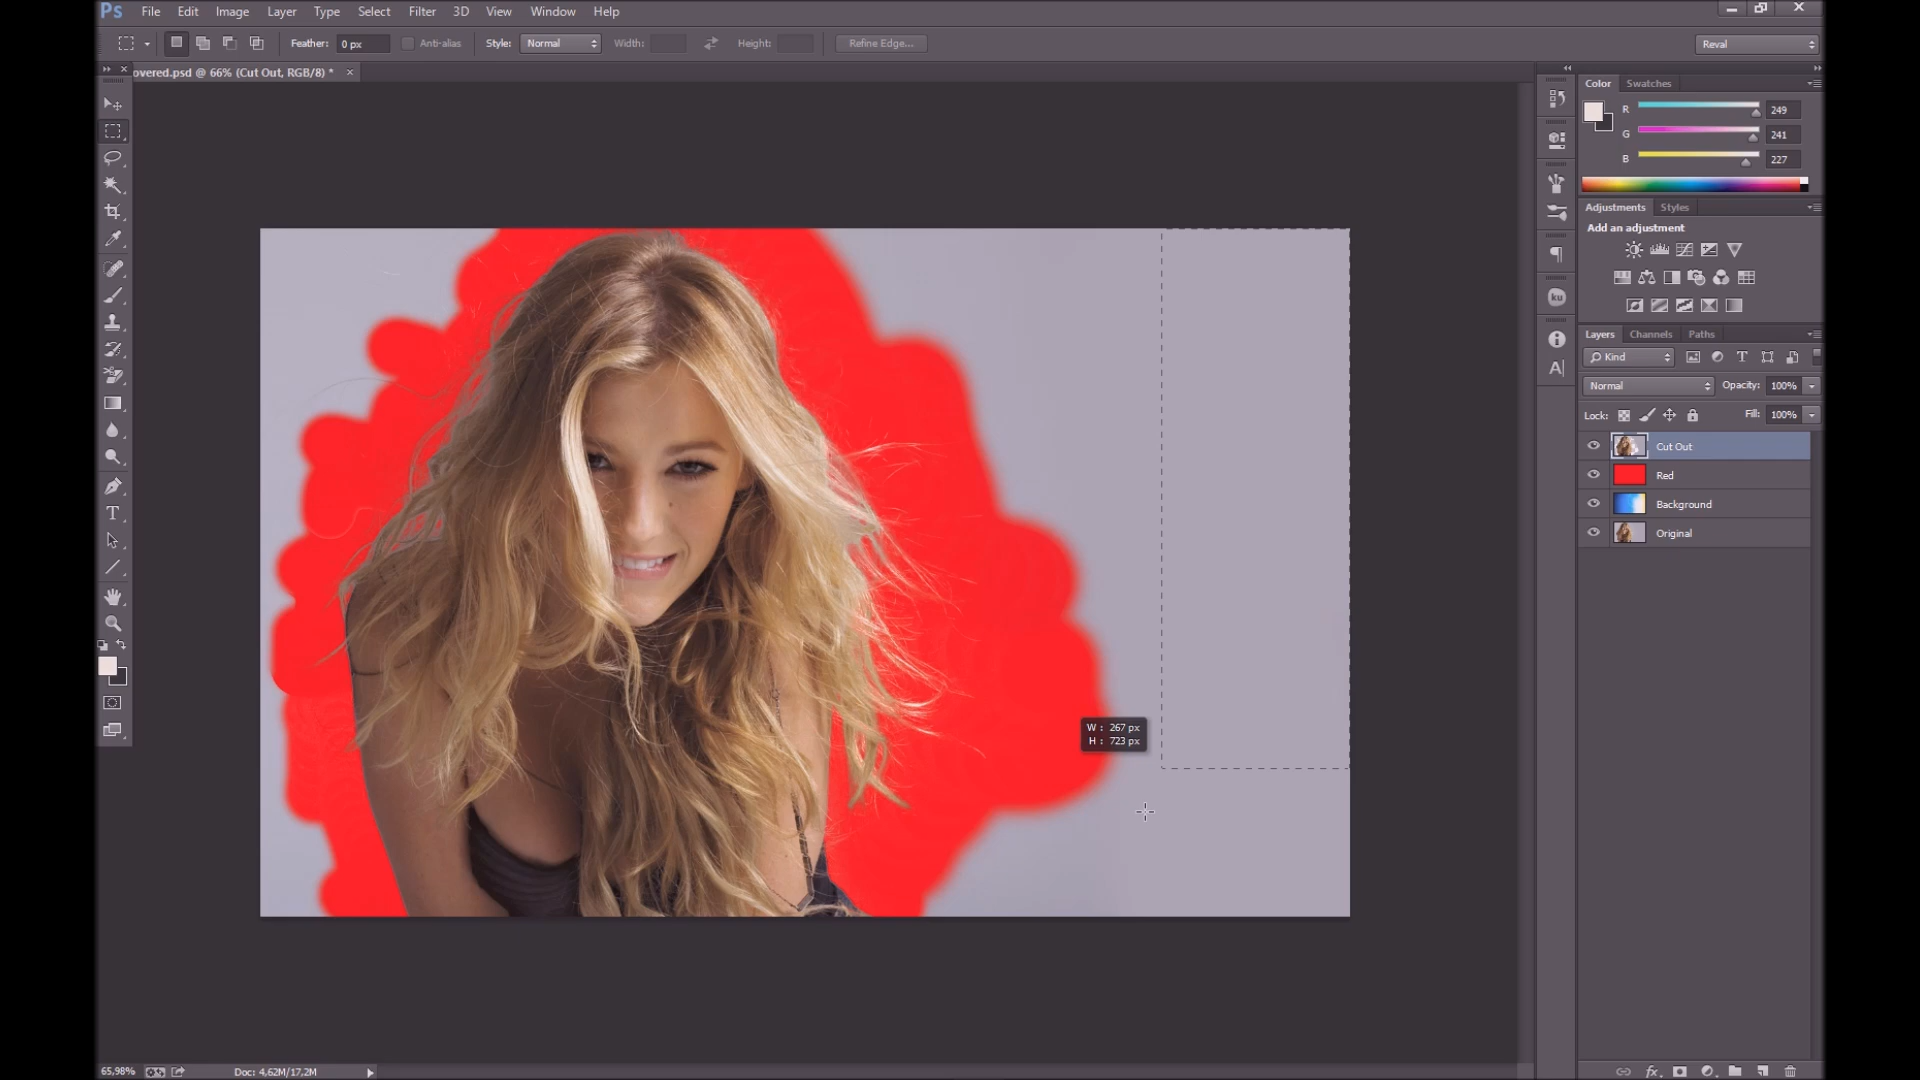 Ps File Edit Image Layer Type Select Filter 3D View Window Help
Feather: 0 px Anti-alias Style: Normal Width: Height: Refine Edge... Reval
overed.psd @ 66% (Cut Out, RGB/8) *
Color Swatches
R 249
G 241
B 227
Adjustments Styles
Add an adjustment
Layers Channels Paths
Kind
Normal Opacity: 100%
Lock: Fill: 100%
Cut Out
Red
Background
Original
ku
W : 267 px
H : 723 px
65,98% Doc: 4,62M/17,2M